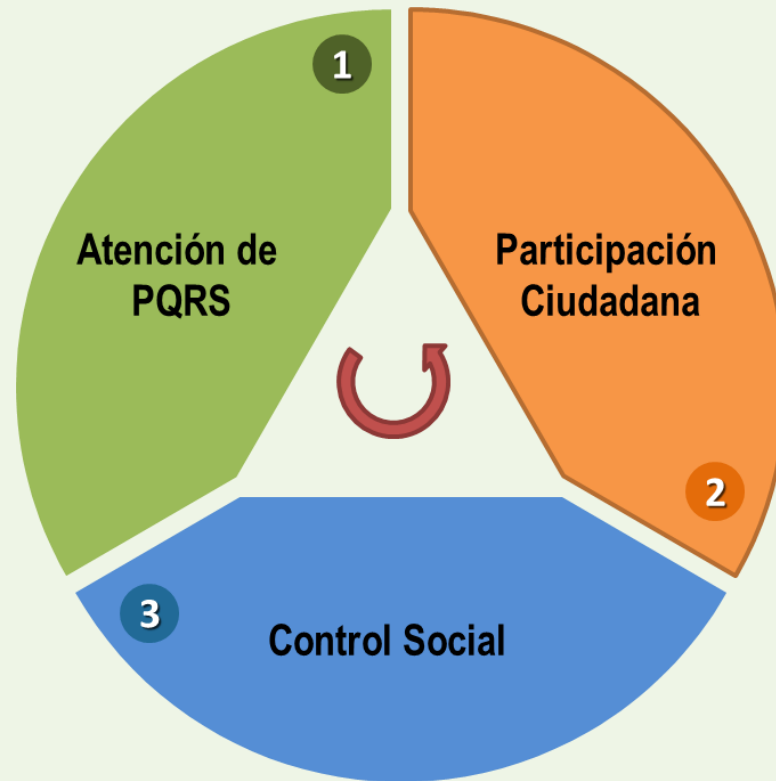 1
Atención de
PQRS
Participación
Ciudadana
2
3
Control Social